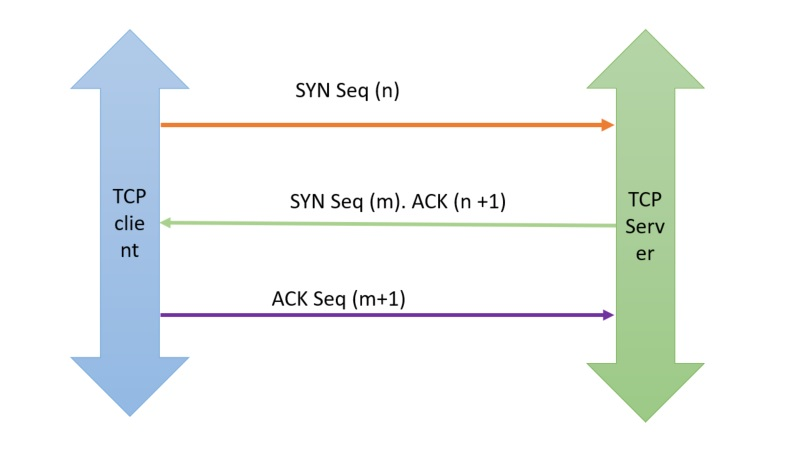 SYN Seq (n)
SYN Seq (m). ACK (n +1)
TCP
clie
nt
TCP
Serv
er
ACK Seq (m+1)